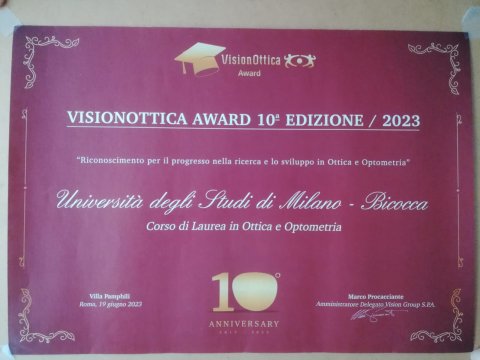 VisionOttica
Award
VISIONOTTICA AWARD 10ª EDIZIONE / 2023
"Riconoscimento per il progresso nella ricerca e lo sviluppo in Ottica e Optometria"
Università degli Studi di Milano - Bicocca
Corso di Laurea in Ottica e Optometria
Villa Pamphili
Roma, 19 giugno 2023
10°
ANNIVERSARY
Marco Procacciante
Amministratore Delegato Vision Group S.P.A.